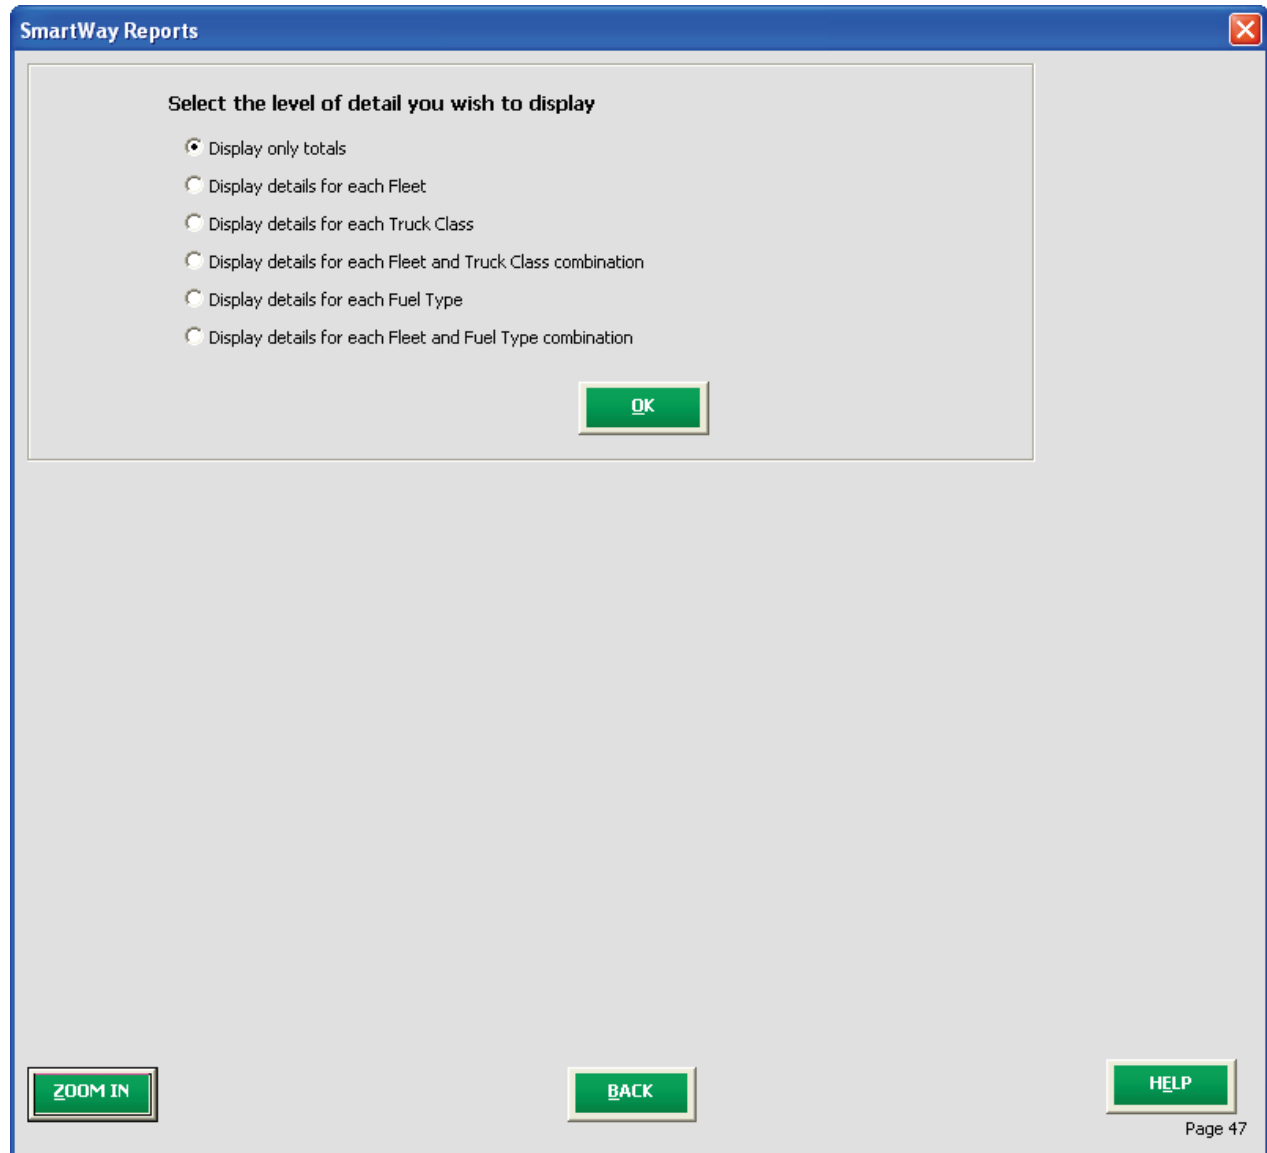 SmartWay Reports
Select the level of detail you wish to display
Display only totals
Display details for each Fleet
Display details for each Truck Class
Display details for each Fleet and Truck Class combination
Display details for each Fuel Type
Display details for each Fleet and Fuel Type combination
OK
ZOOM IN
BACK
HELP
Page 47